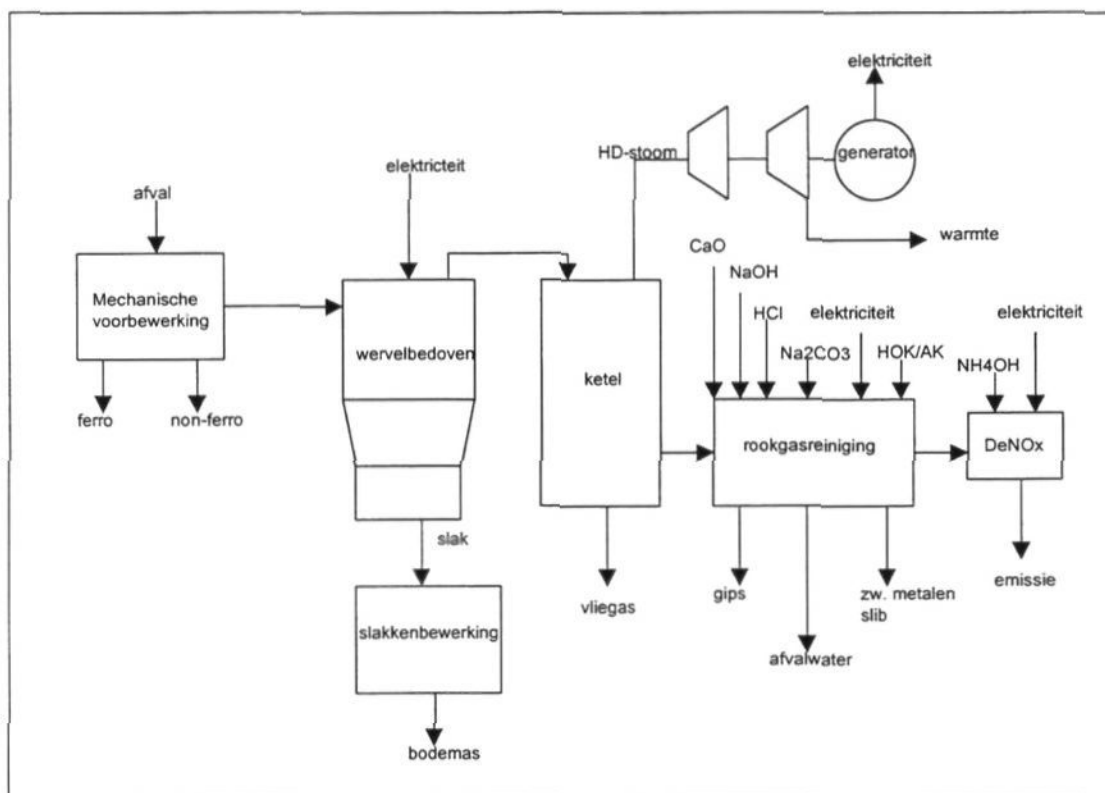 elektriciteit
HD-stoom
generator
elektricteit
afval
warmte
CaO
NaOH
Mechanische
voorbewerking
HCl
elektriciteit
elektriciteit
wervelbedoven
Na2CO3
HOK/AK
NH4OH
ketel
ferro
non-ferro
rookgasreiniging
DeNOx
slak
emissie
vliegas
gips
zw. metalen
slib
slakkenbewerking
afvalwater
bodemas